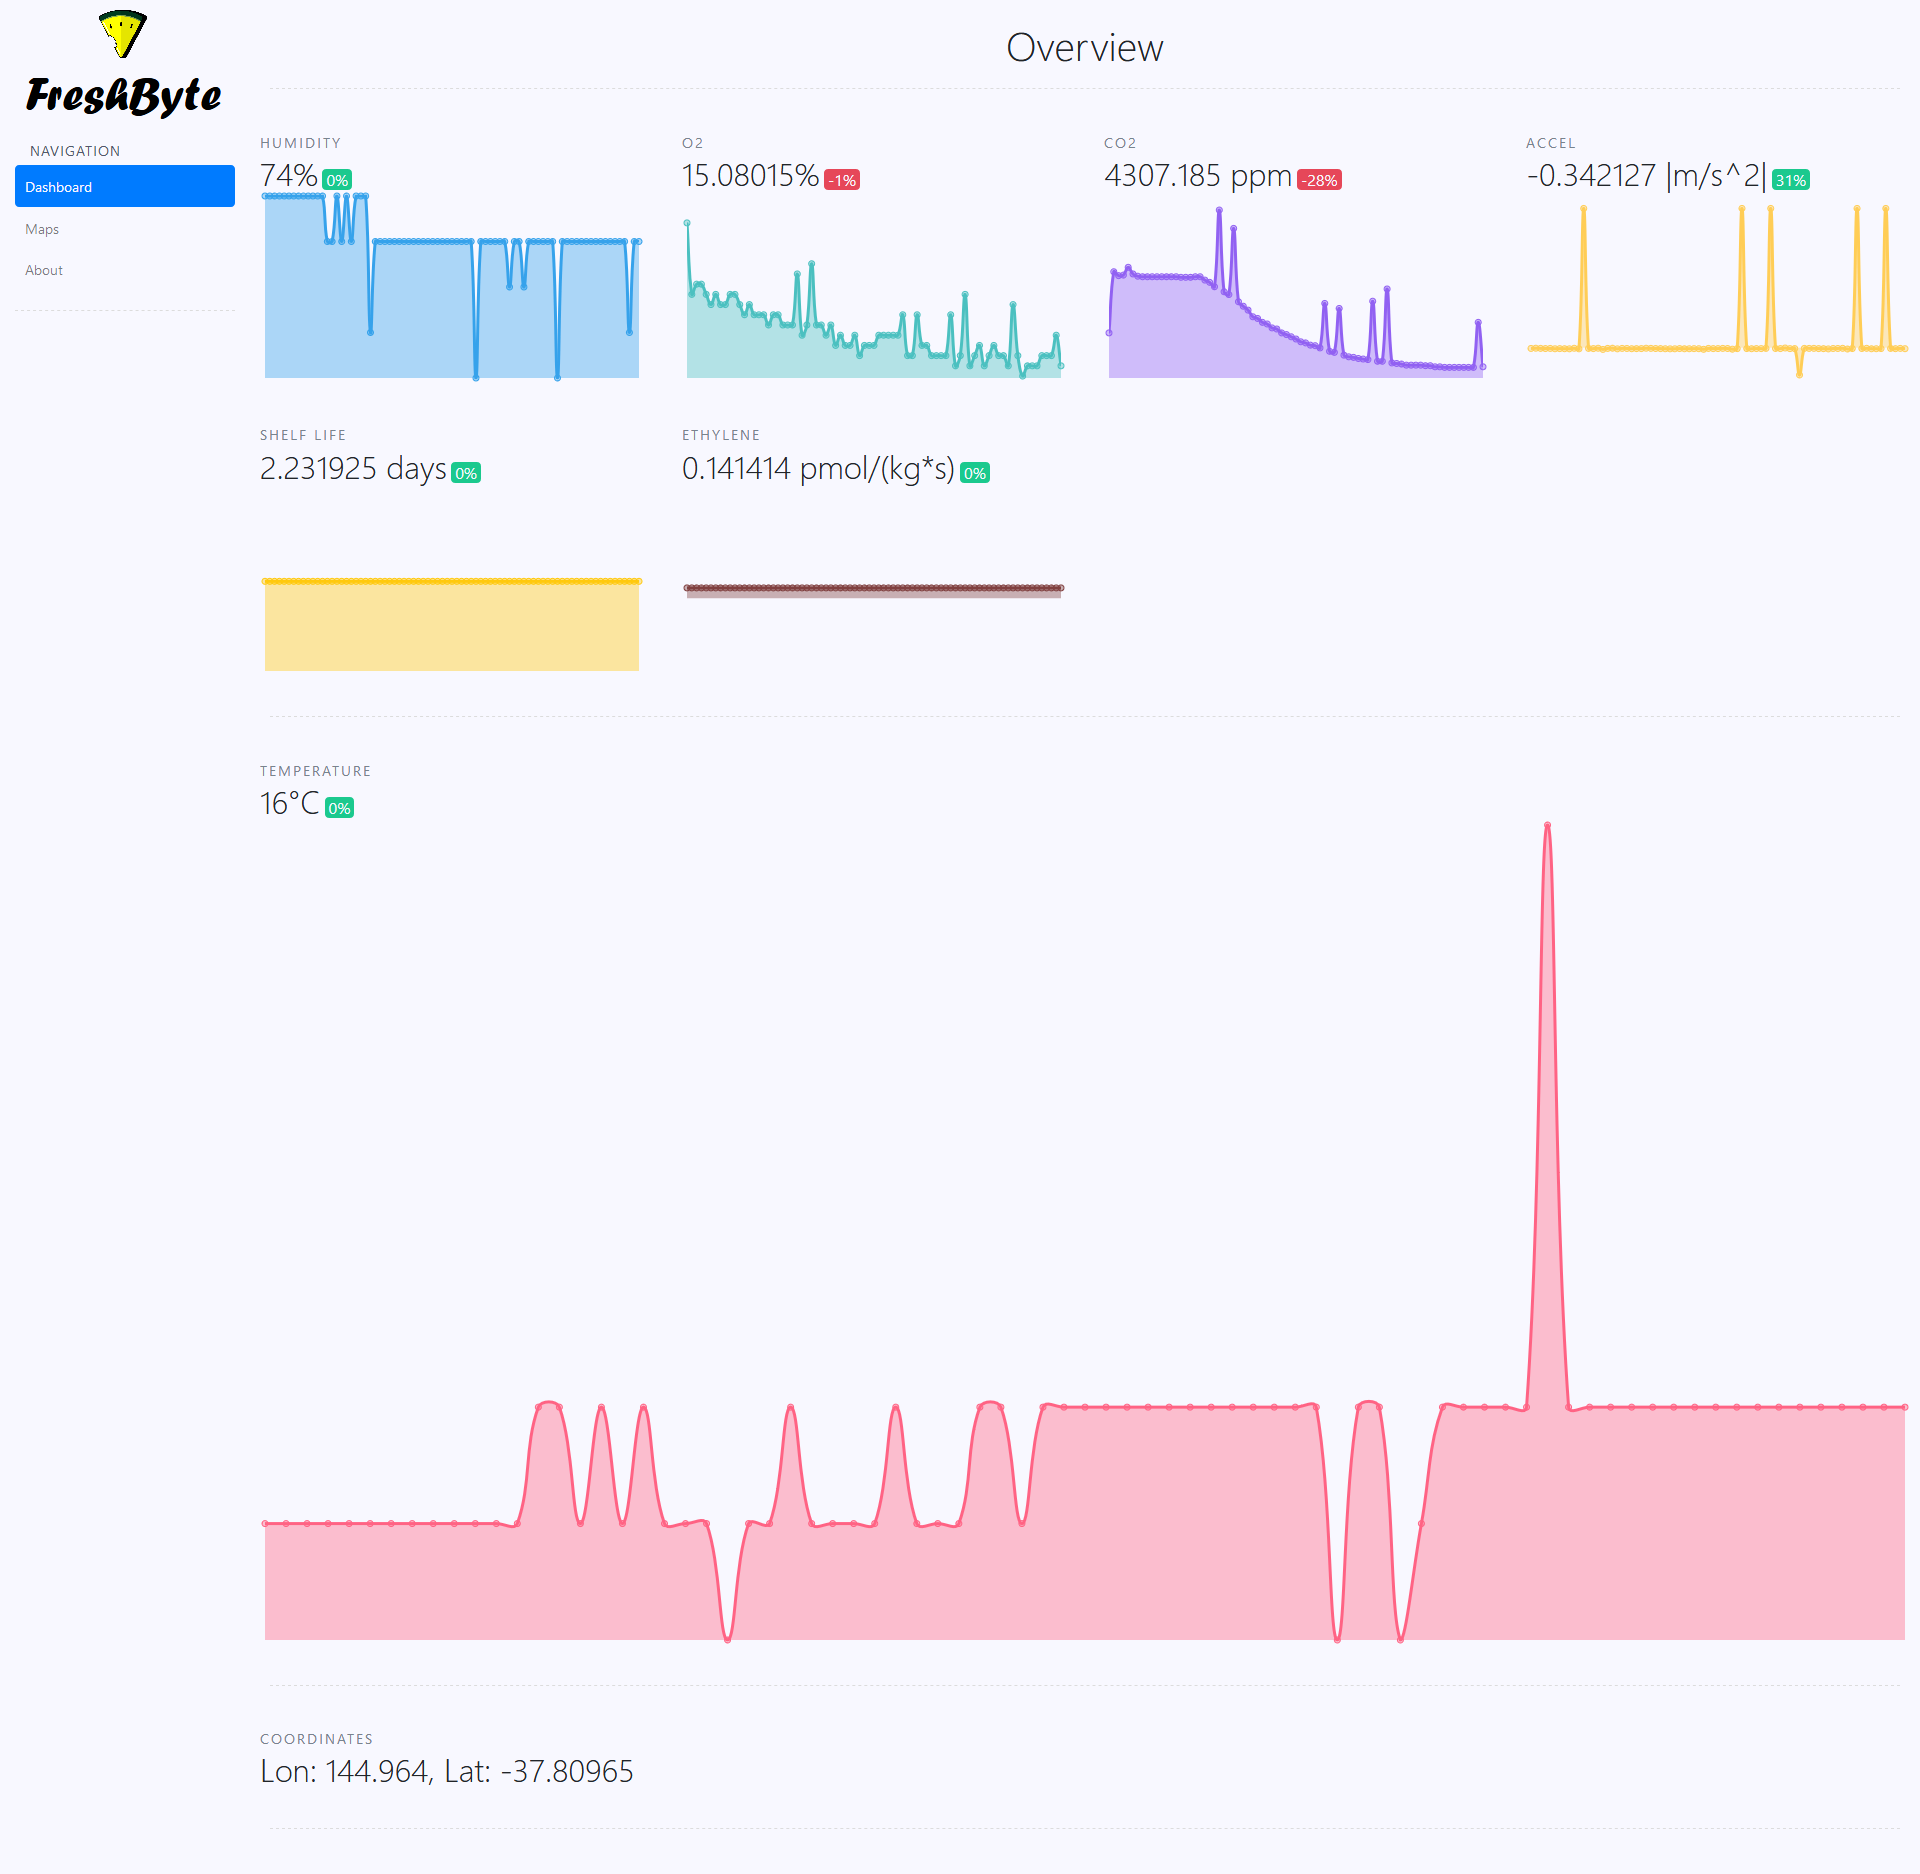 FreshByte
NAVIGATION
Dashboard
Maps
About
Overview
HUMIDITY
74% 0%
O2
15.08015% -1%
CO2
4307.185 ppm -28%
ACCEL
-0.342127 |m/s^2| 31%
SHELF LIFE
2.231925 days 0%
ETHYLENE
0.141414 pmol/(kg*s) 0%
TEMPERATURE
16°C 0%
COORDINATES
Lon: 144.964, Lat: -37.80965